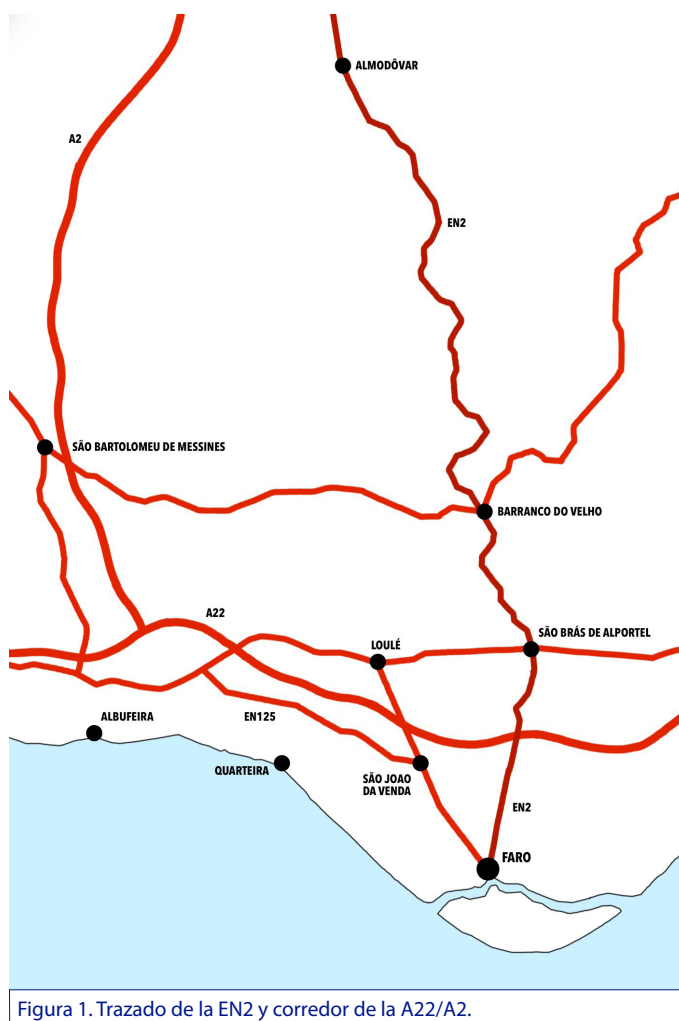 ALMODÔVAR
A2
EN2
SÃO BARTOLOMEU DE MESSINES
BARRANCO DO VELHO
A22
SÃO BRÁS DE ALPORTEL
LOULÉ
ALBUFEIRA
EN125
QUARTEIRA
SÃO JOAO
DA VENDA
EN2
FARO
Figura 1. Trazado de la EN2 y corredor de la A22/A2.